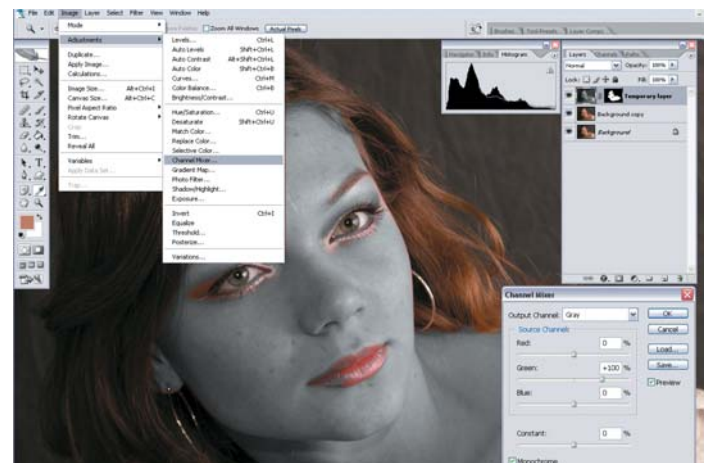 File Edit Image Layer Select Filter View Window Help
Zoom All Windows Actual Pixels
Brushes Tool Presets Layer Comps
Mode
Adjustments
Duplicate...
Apply Image...
Calculations...
Image Size... Alt+Ctrl+I
Canvas Size... Alt+Ctrl+C
Pixel Aspect Ratio
Rotate Canvas
Crop
Trim...
Reveal All
Variables
Apply Data Set...
Trap...
Levels... Ctrl+L
Auto Levels Shift+Ctrl+L
Auto Contrast Alt+Shift+Ctrl+L
Auto Color Shift+Ctrl+B
Curves... Ctrl+M
Color Balance... Ctrl+B
Brightness/Contrast...
Hue/Saturation... Ctrl+U
Desaturate Shift+Ctrl+U
Match Color...
Replace Color...
Selective Color...
Channel Mixer...
Gradient Map...
Photo Filter...
Shadow/Highlight...
Exposure...
Invert Ctrl+I
Equalize
Threshold...
Posterize...
Variations...
Navigator Info Histogram
Layers Channels Paths
Normal Opacity: 100%
Lock: Fill: 100%
Temporary layer
Background copy
Background
Channel Mixer
Output Channel: Gray
Source Channels
Red: 0 %
Green: +100 %
Blue: 0 %
Constant: 0 %
Monochrome
OK
Cancel
Load...
Save...
Preview